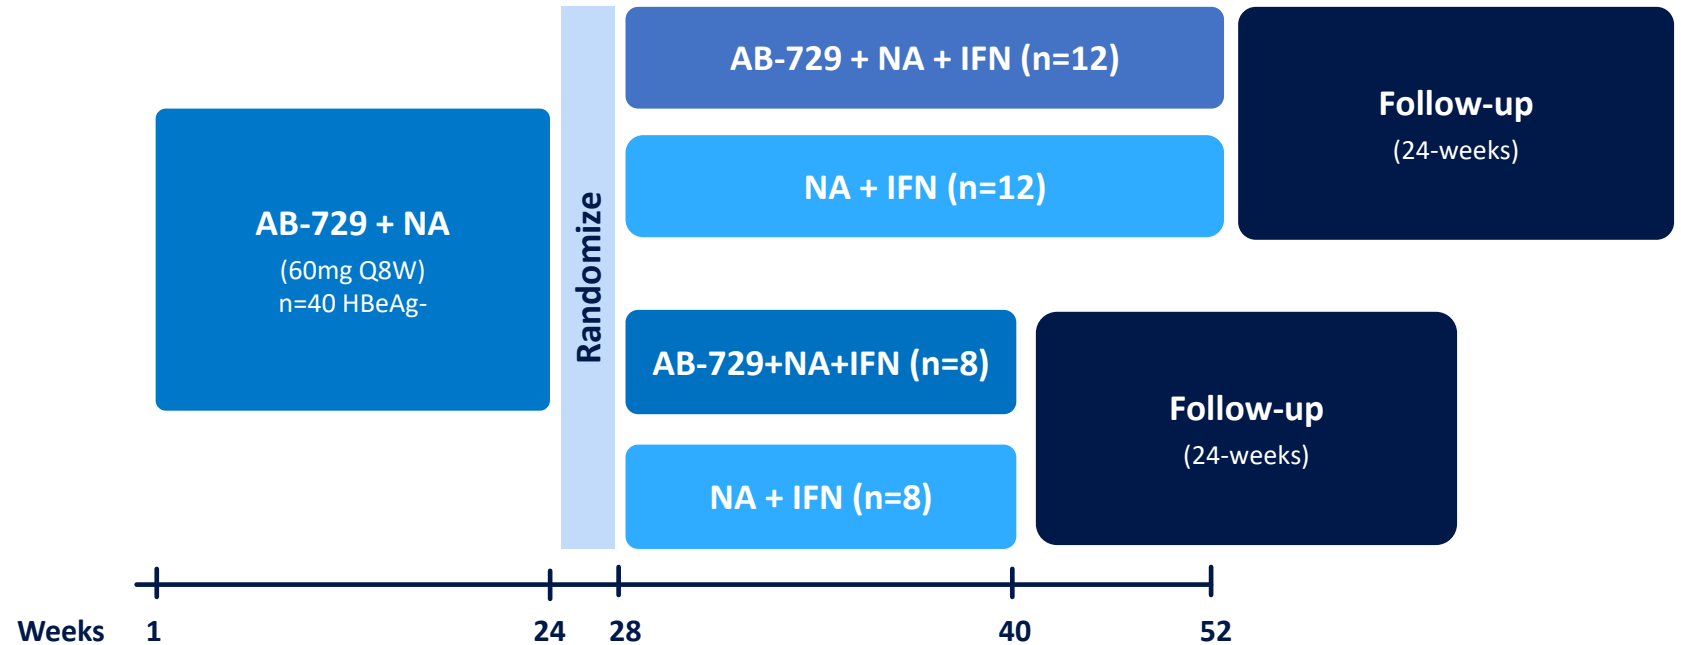 AB-729 + NA
(60mg Q8W)
n=40 HBeAg-
Randomize
AB-729 + NA + IFN (n=12)
NA + IFN (n=12)
Follow-up
(24-weeks)
AB-729+NA+IFN (n=8)
NA + IFN (n=8)
Follow-up
(24-weeks)
Weeks 1 24 28 40 52